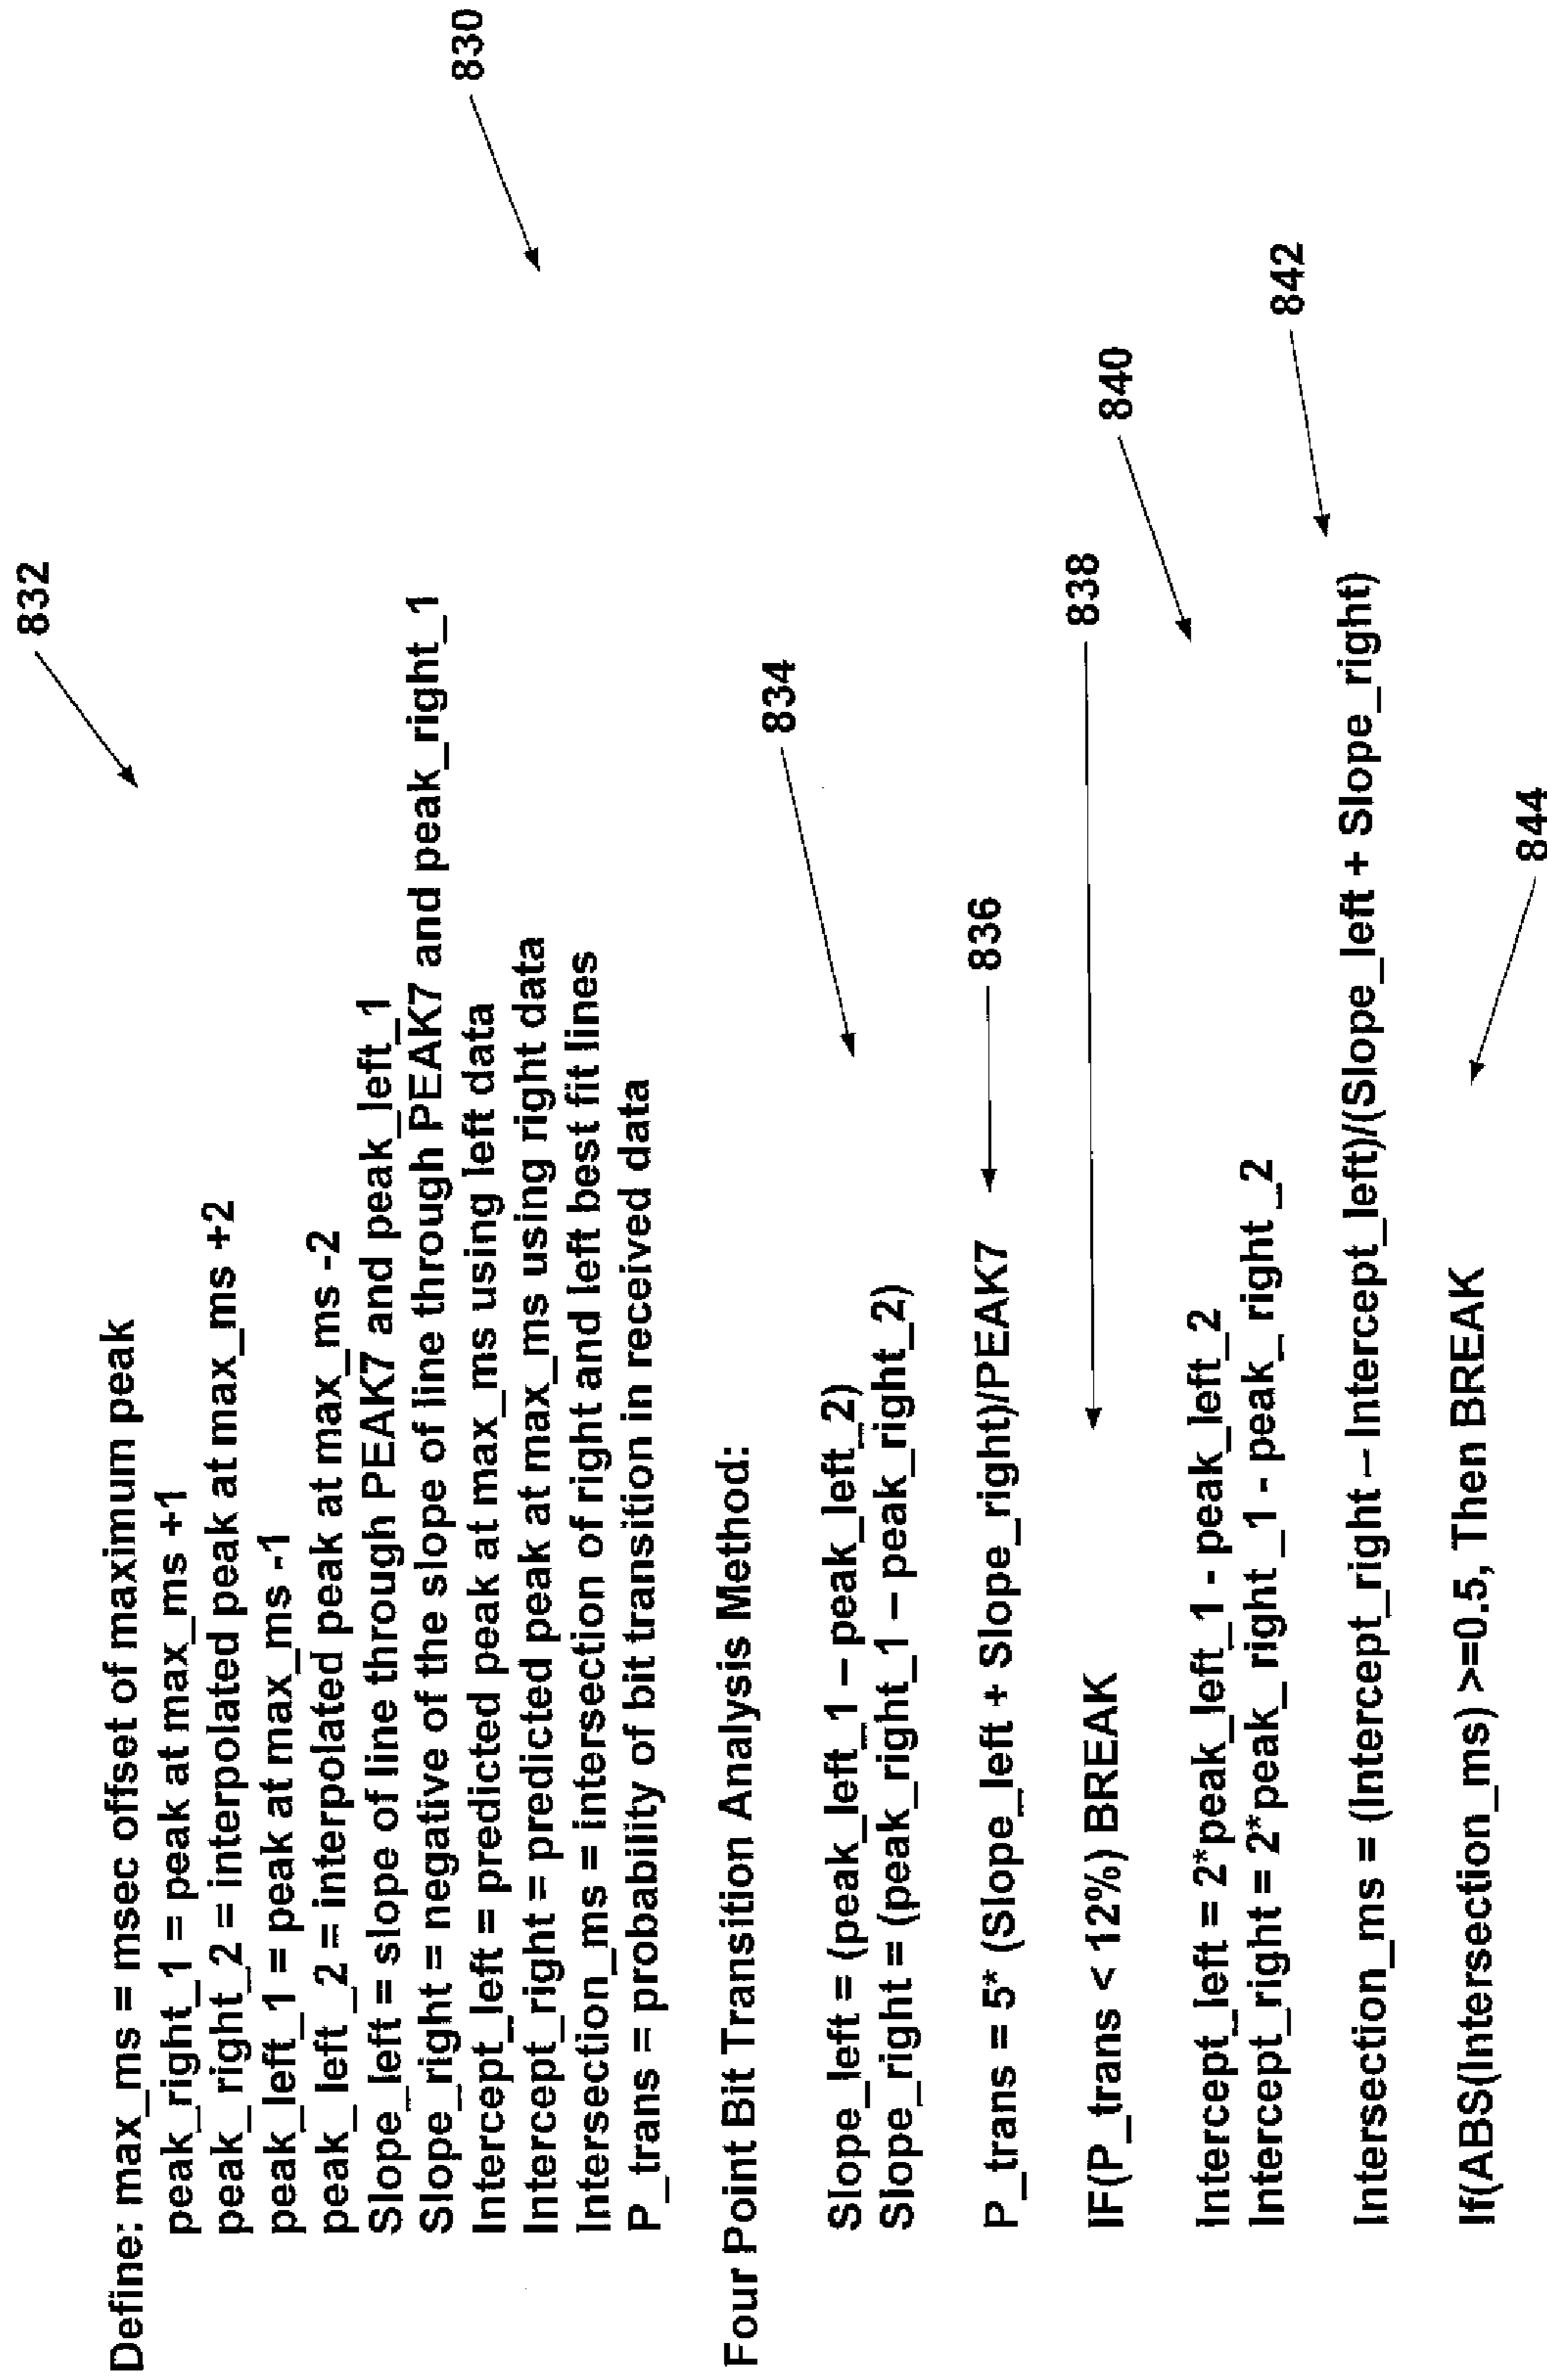 832
Define: max_ms = msec offset of maximum peak
peak_right_1 = peak at max_ms +1
peak_right_2 = interpolated peak at max_ms +2
peak_left_1 = peak at max_ms -1
peak_left_2 = interpolated peak at max_ms -2
Slope_left = slope of line through PEAK7 and peak_left_1
Slope_right = negative of the slope of line through PEAK7 and peak_right_1
830
Intercept_left = predicted peak at max_ms using left data
Intercept_right = predicted peak at max_ms using right data
Intersection_ms = intersection of right and left best fit lines
P_trans = probability of bit transition in received data
Four Point Bit Transition Analysis Method:
834
Slope_left = (peak_left_1 – peak_left_2)
Slope_right = (peak_right_1 – peak_right_2)
P_trans = 5* (Slope_left + Slope_right)/PEAK7
836
IF(P_trans < 12%) BREAK
838
840
Intercept_left = 2*peak_left_1 - peak_left_2
Intercept_right = 2*peak_right_1 - peak_right_2
842
Intersection_ms = (Intercept_right – Intercept_left)/(Slope_left + Slope_right)
If(ABS(Intersection_ms) >=0.5, Then BREAK
844